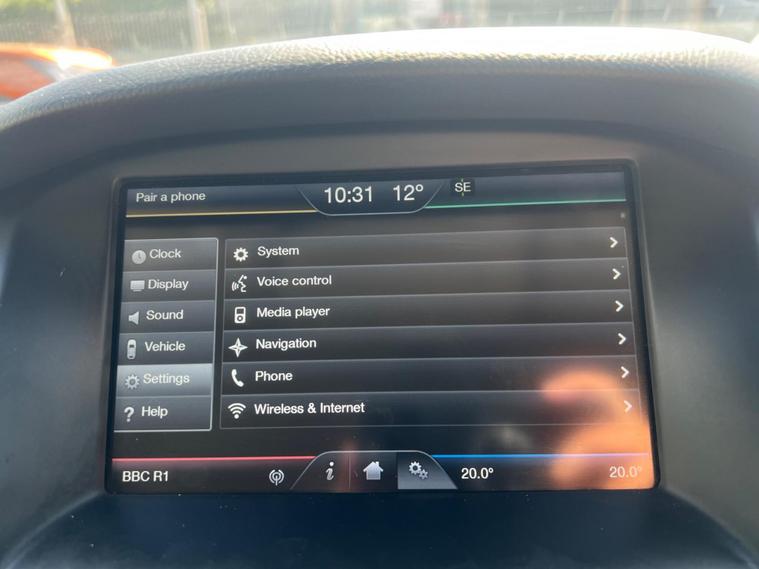 Pair a phone
10:31 12° SE
Clock
Display
Sound
Vehicle
Settings
? Help
System
Voice control
Media player
Navigation
Phone
Wireless & Internet
BBC R1
i
20.0°
20.0°